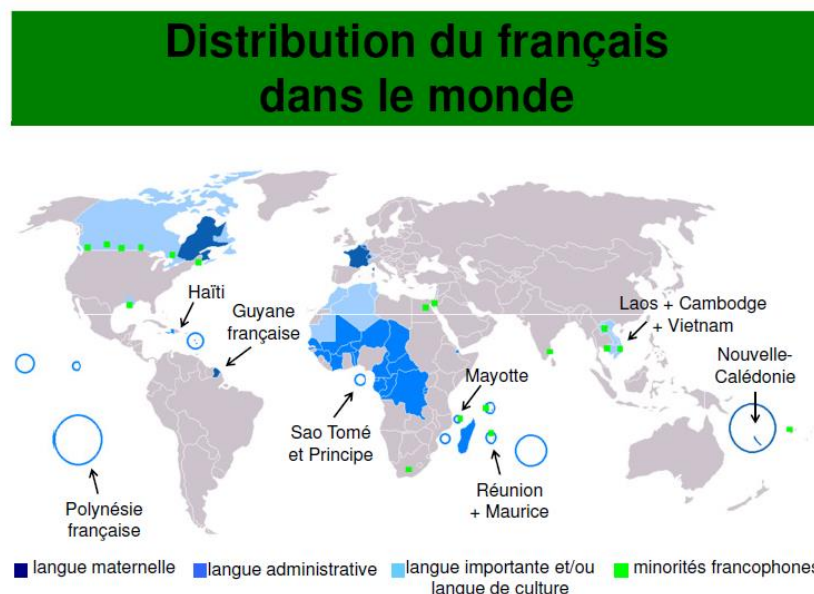 Distribution du français
dans le monde
Haïti
Guyane
française
Laos + Cambodge
+ Vietnam
Nouvelle-
Calédonie
Mayotte
Sao Tomé
et Principe
Polynésie
française
Réunion
+ Maurice
langue maternelle
langue administrative
langue importante et/ou
langue de culture
minorités francophones